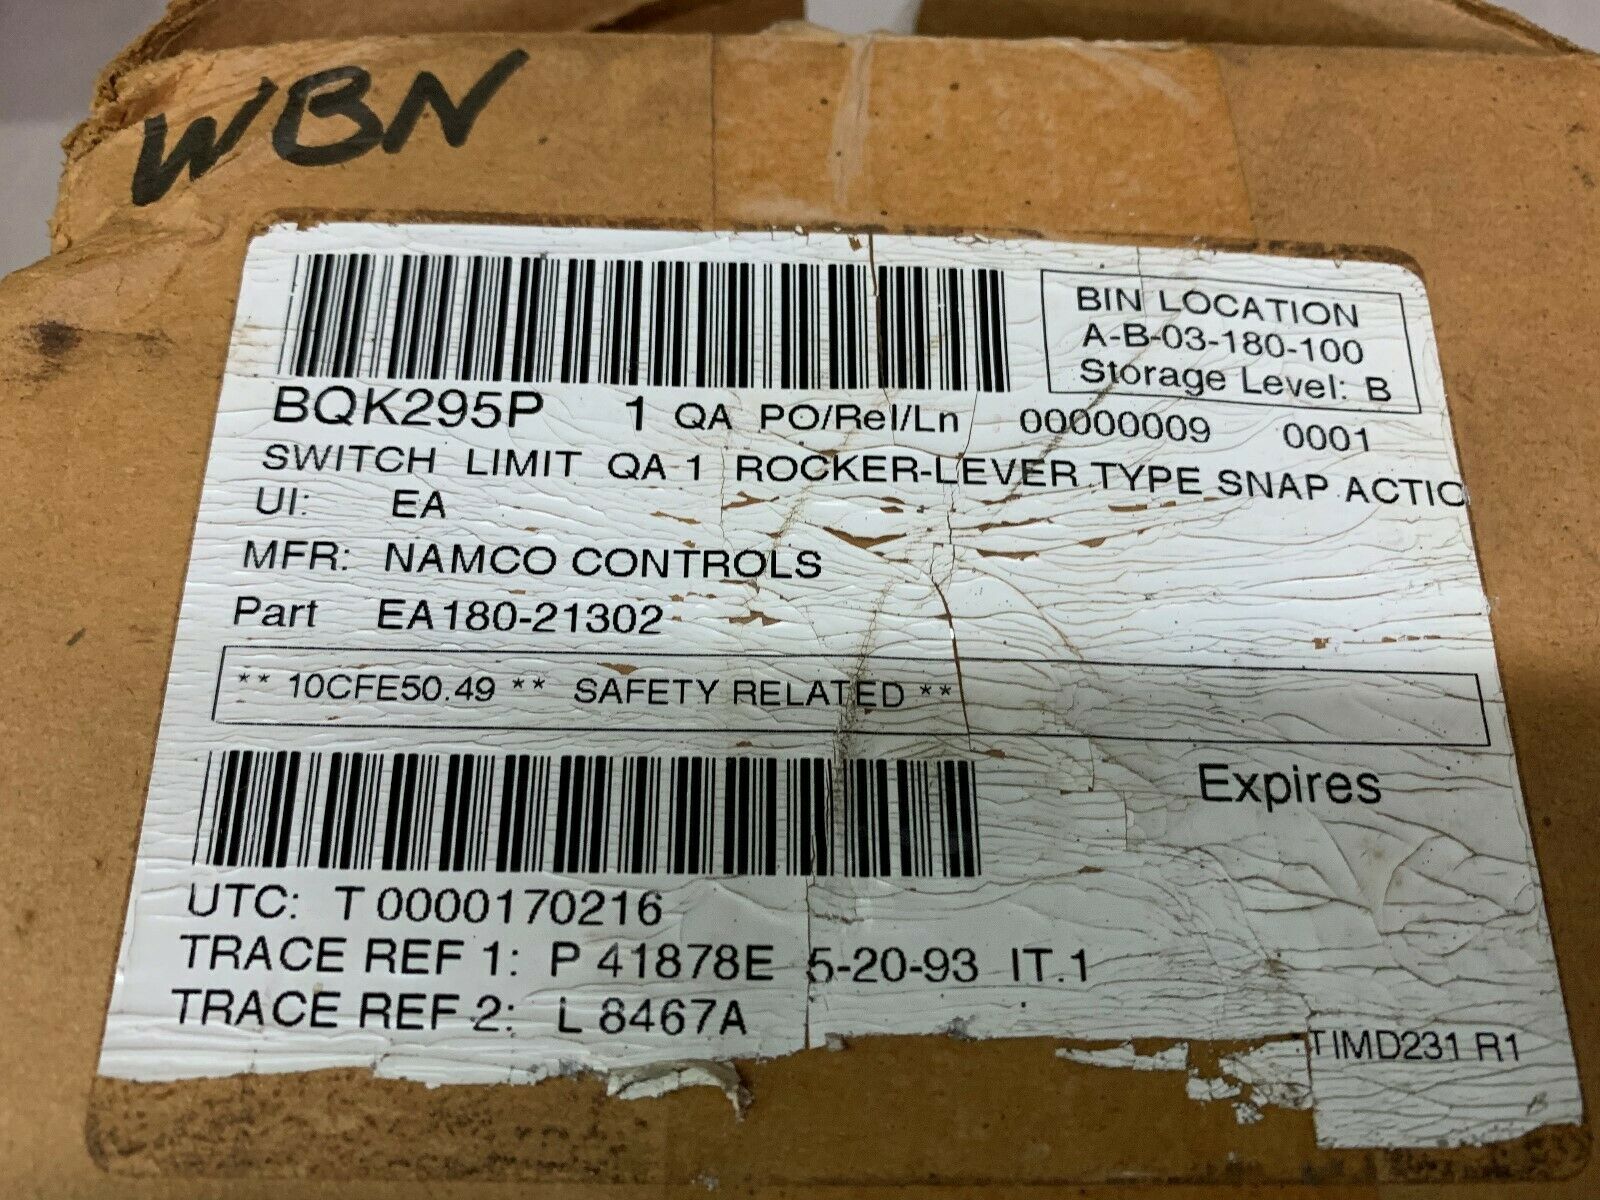 WBN
BIN LOCATION
A-B-03-180-100
Storage Level: B
BQK295P 1 QA PO/Rel/Ln 00000009 0001
SWITCH LIMIT QA 1 ROCKER-LEVER TYPE SNAP ACTIO
UI: EA
MFR: NAMCO CONTROLS
Part EA180-21302
** 10CFE50.49 ** SAFETY RELATED **
Expires
UTC: T 0000170216
TRACE REF 1: P 41878E 5-20-93 IT.1
TRACE REF 2: L 8467A
TIMD231 R1